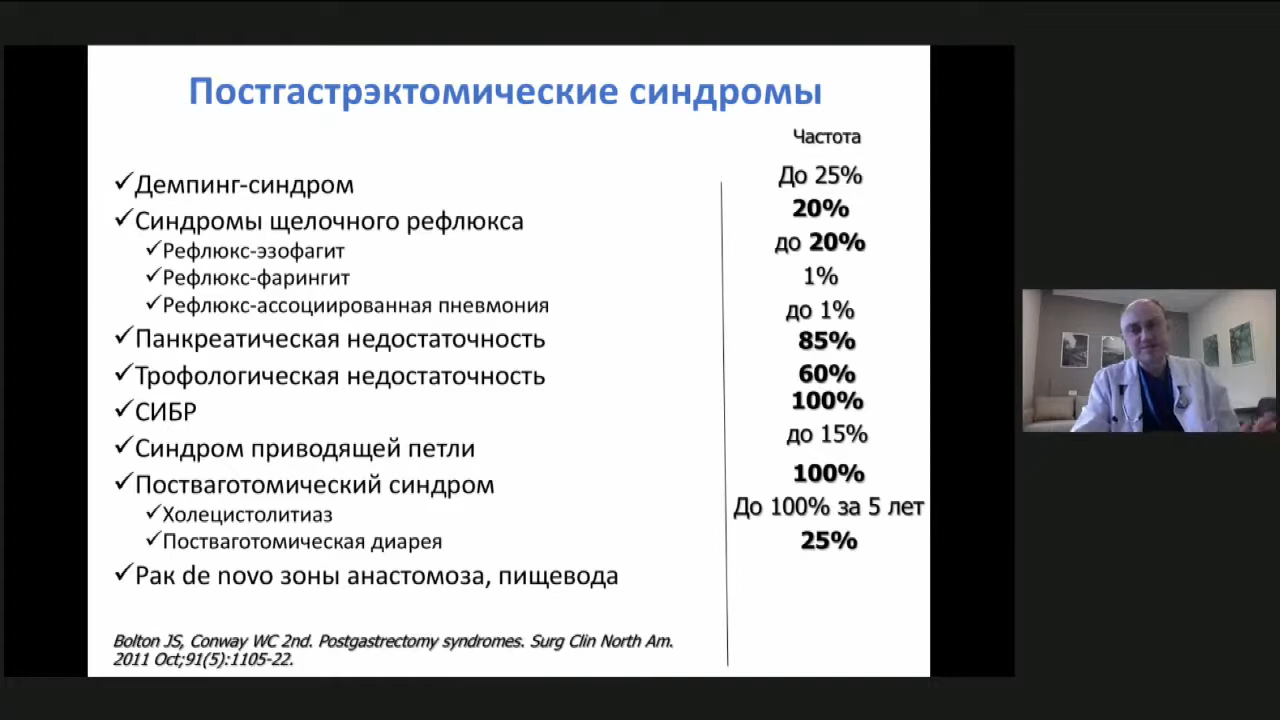 Постгастрэктомические синдромы
Частота
Демпинг-синдром
До 25%
Синдромы щелочного рефлюкса
20%
Рефлюкс-эзофагит
до 20%
Рефлюкс-фарингит
1%
Рефлюкс-ассоциированная пневмония
до 1%
Панкреатическая недостаточность
85%
Трофологическая недостаточность
60%
СИБР
100%
Синдром приводящей петли
до 15%
Постваготомический синдром
100%
Холецистолитиаз
До 100% за 5 лет
Постваготомическая диарея
25%
Рак de novo зоны анастомоза, пищевода
Bolton JS, Conway WC 2nd. Postgastrectomy syndromes. Surg Clin North Am.
2011 Oct;91(5):1105-22.